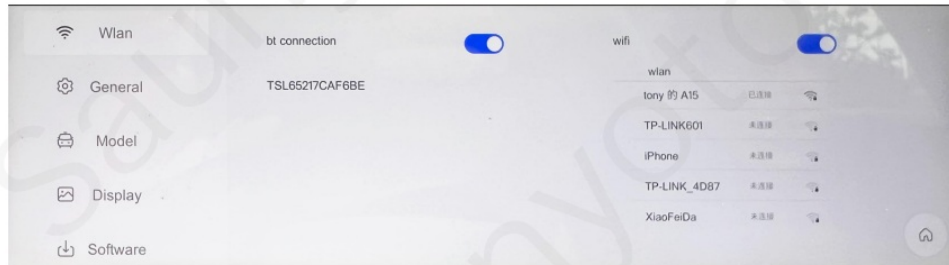 Wlan
General
Model
Display
Software
bt connection
TSL65217CAF6BE
wifi
wlan
tony 的 A15 已连接
TP-LINK601 未连接
iPhone 未连接
TP-LINK_4D87 未连接
XiaoFeiDa 未连接